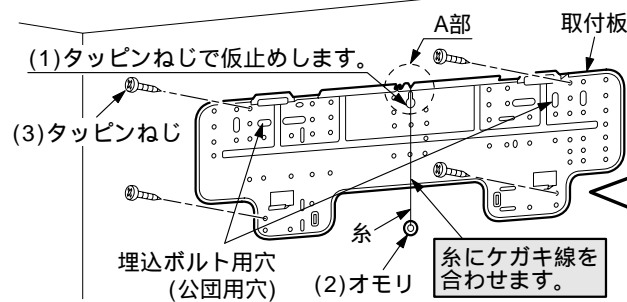 A部
取付板
(1)タッピンねじで仮止めします。
(3)タッピンねじ
糸
埋込ボルト用穴
(公団用穴)
(2)オモリ
糸にケガキ線を
合わせます。